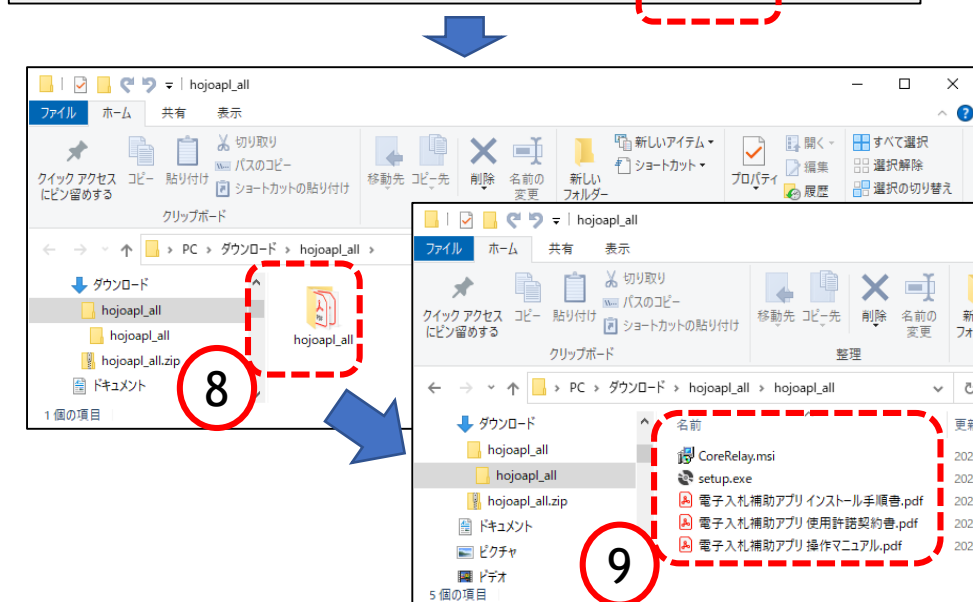 hojoapl_all
ファイル ホーム 共有 表示
クイック アクセス
にピン留めする
コピー
貼り付け
切り取り
パスのコピー
ショートカットの貼り付け
クリップボード
移動先
コピー先
削除
名前の
変更
新しい
フォルダー
新しいアイテム
ショートカット
プロパティ
開く
編集
履歴
すべて選択
選択解除
選択の切り替え
PC › ダウンロード › hojoapl_all ›
ダウンロード
hojoapl_all
hojoapl_all
hojoapl_all.zip
ドキュメント
1 個の項目
hojoapl_all
8
hojoapl_all
ファイル ホーム 共有 表示
クイック アクセス
にピン留めする
コピー
貼り付け
切り取り
パスのコピー
ショートカットの貼り付け
クリップボード
移動先
コピー先
削除
名前の
変更
整理
PC › ダウンロード › hojoapl_all › hojoapl_all
ダウンロード
hojoapl_all
hojoapl_all
hojoapl_all.zip
ドキュメント
ピクチャ
ビデオ
5 個の項目
名前
CoreRelay.msi
setup.exe
電子入札補助アプリ インストール手順書.pdf
電子入札補助アプリ 使用許諾契約書.pdf
電子入札補助アプリ 操作マニュアル.pdf
9